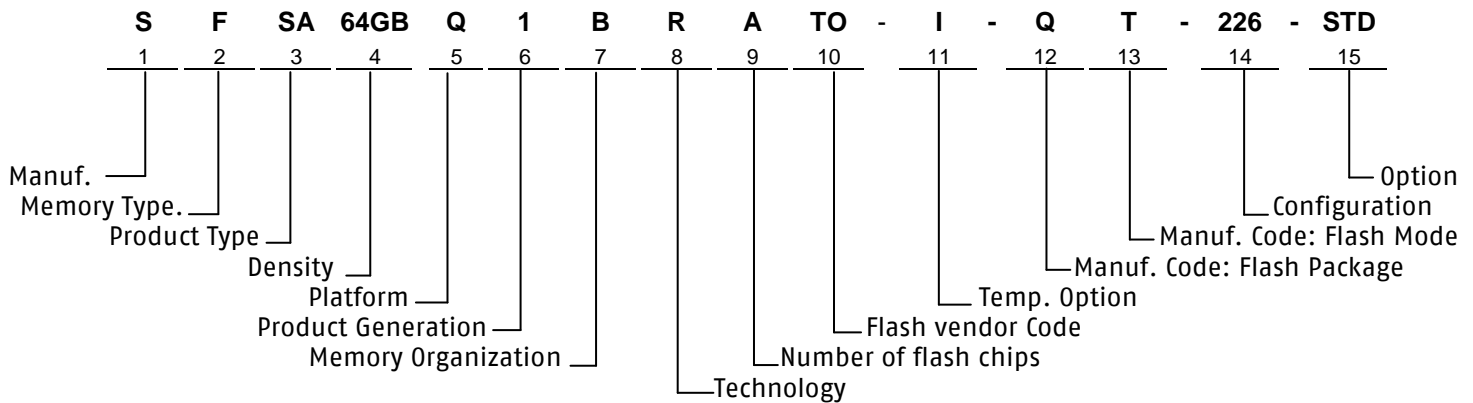 S F SA 64GB Q 1 B R A TO - I - Q T - 226 - STD
1 2 3 4 5 6 7 8 9 10 11 12 13 14 15
Manuf. Option
Memory Type. Configuration
Product Type Manuf. Code: Flash Mode
Density Manuf. Code: Flash Package
Platform Temp. Option
Product Generation Flash vendor Code
Memory Organization Number of flash chips
Technology